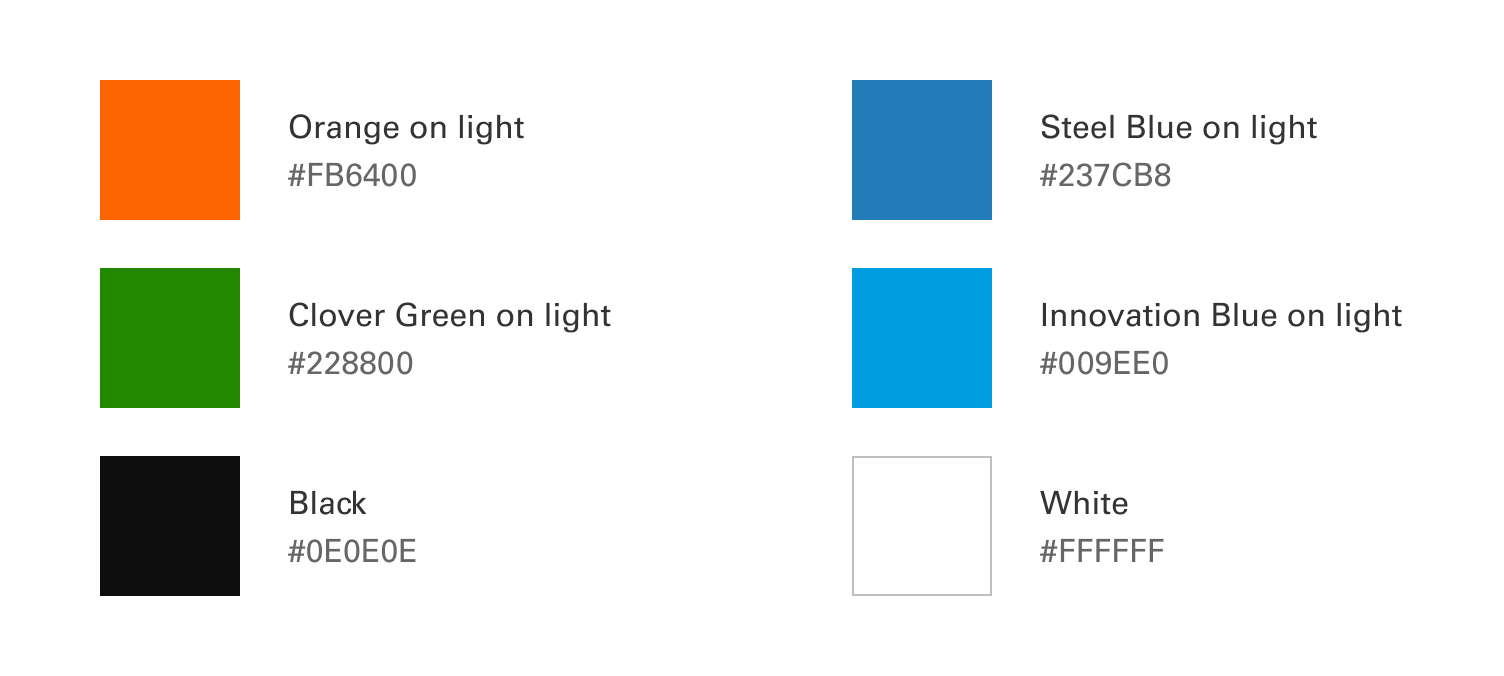 Orange on light
#FB6400
Steel Blue on light
#237CB8
Clover Green on light
#228800
Innovation Blue on light
#009EE0
Black
#0E0E0E
White
#FFFFFF